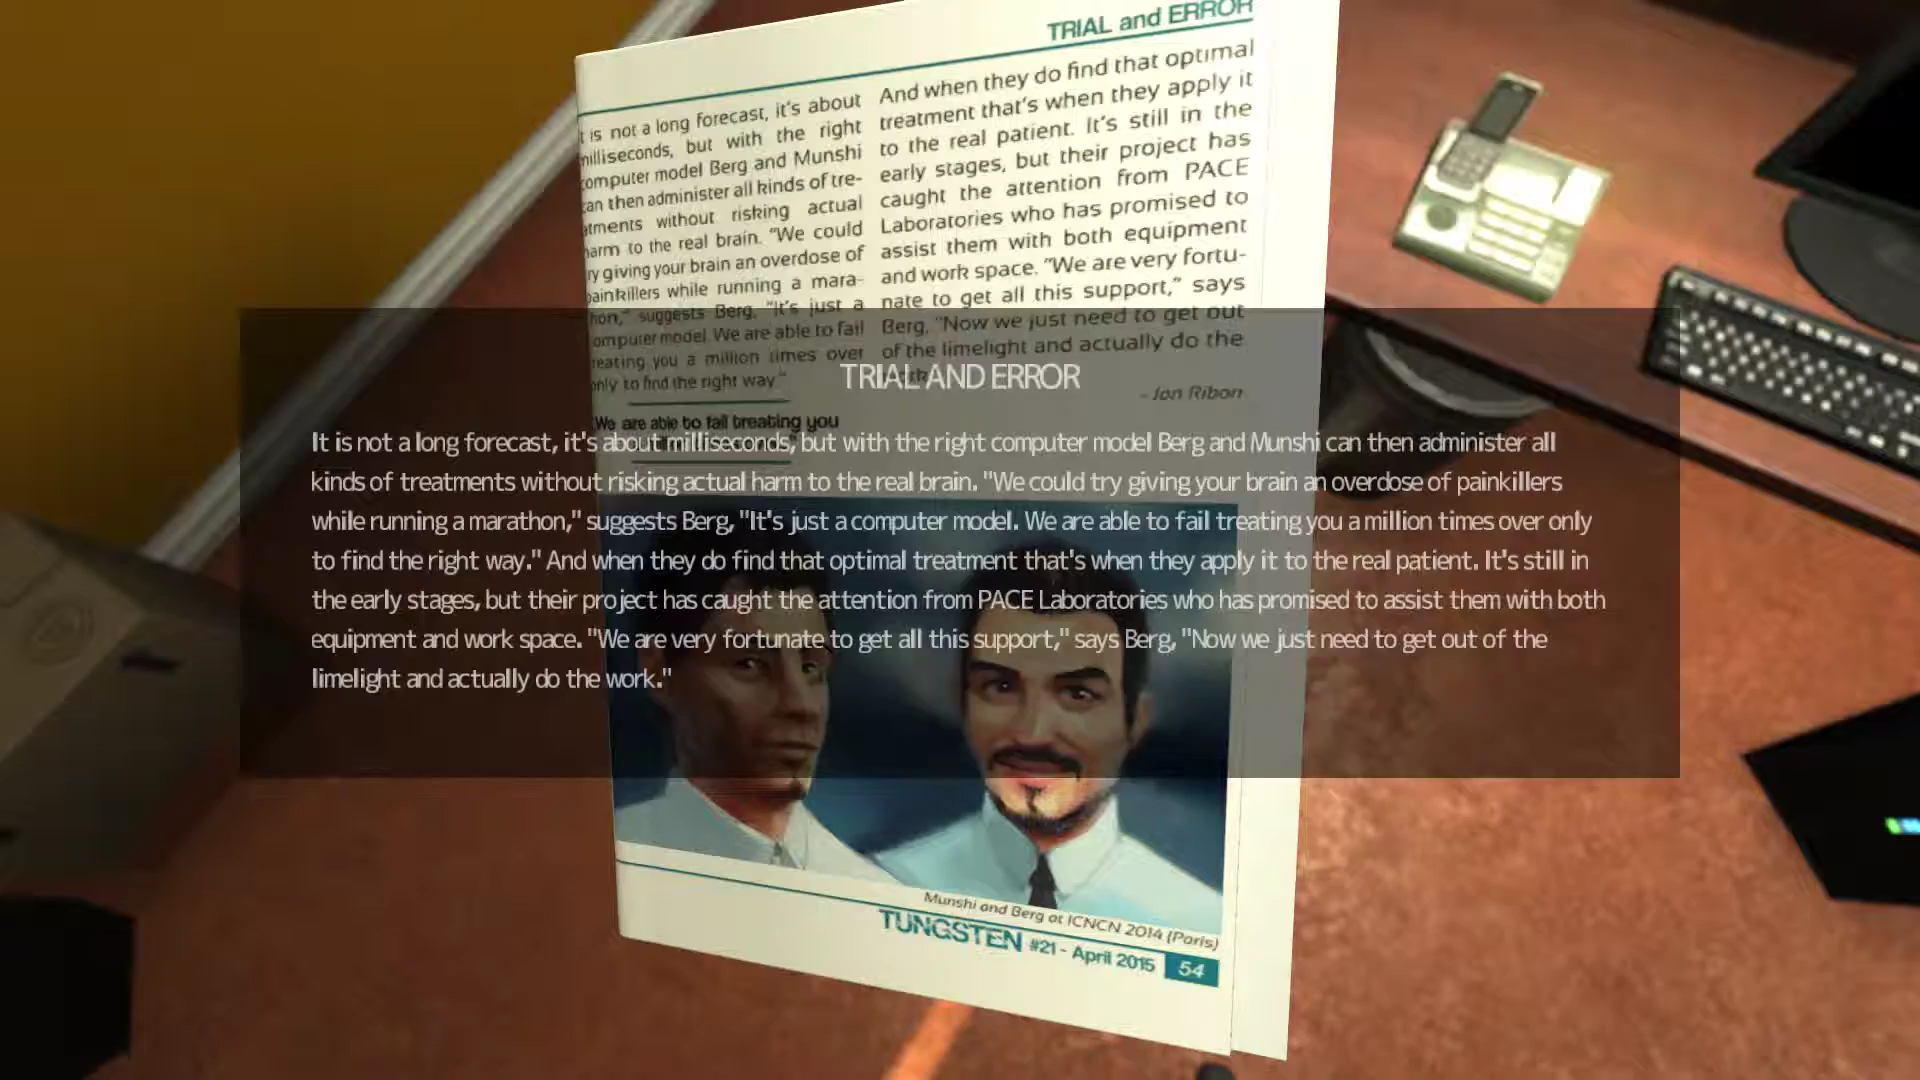 TRIAL and ERROR
t is not a long forecast, it's about
milliseconds, but with the right
omputer model Berg and Munshi
can then administer all kinds of tre-
atments without risking actual
harm to the real brain. "We could
ry giving your brain an overdose of
painkillers while running a mara-
hon," suggests Berg, "It's just a
omputer model. We are able to fail
reating you a million times over
only to find the right way."
We are able to fail treating you
And when they do find that optimal
treatment that's when they apply it
to the real patient. It's still in the
early stages, but their project has
caught the attention from PACE
Laboratories who has promised to
assist them with both equipment
and work space. "We are very fortu-
nate to get all this support," says
Berg, "Now we just need to get out
of the limelight and actually do the
- Jon Ribon
TRIAL AND ERROR
It is not a long forecast, it's about milliseconds, but with the right computer model Berg and Munshi can then administer all
kinds of treatments without risking actual harm to the real brain. "We could try giving your brain an overdose of painkillers
while running a marathon," suggests Berg, "It's just a computer model. We are able to fail treating you a million times over only
to find the right way." And when they do find that optimal treatment that's when they apply it to the real patient. It's still in
the early stages, but their project has caught the attention from PACE Laboratories who has promised to assist them with both
equipment and work space. "We are very fortunate to get all this support," says Berg, "Now we just need to get out of the
limelight and actually do the work."
Munshi and Berg at ICNCN 2014 (Paris)
TUNGSTEN #21 - April 2015 54